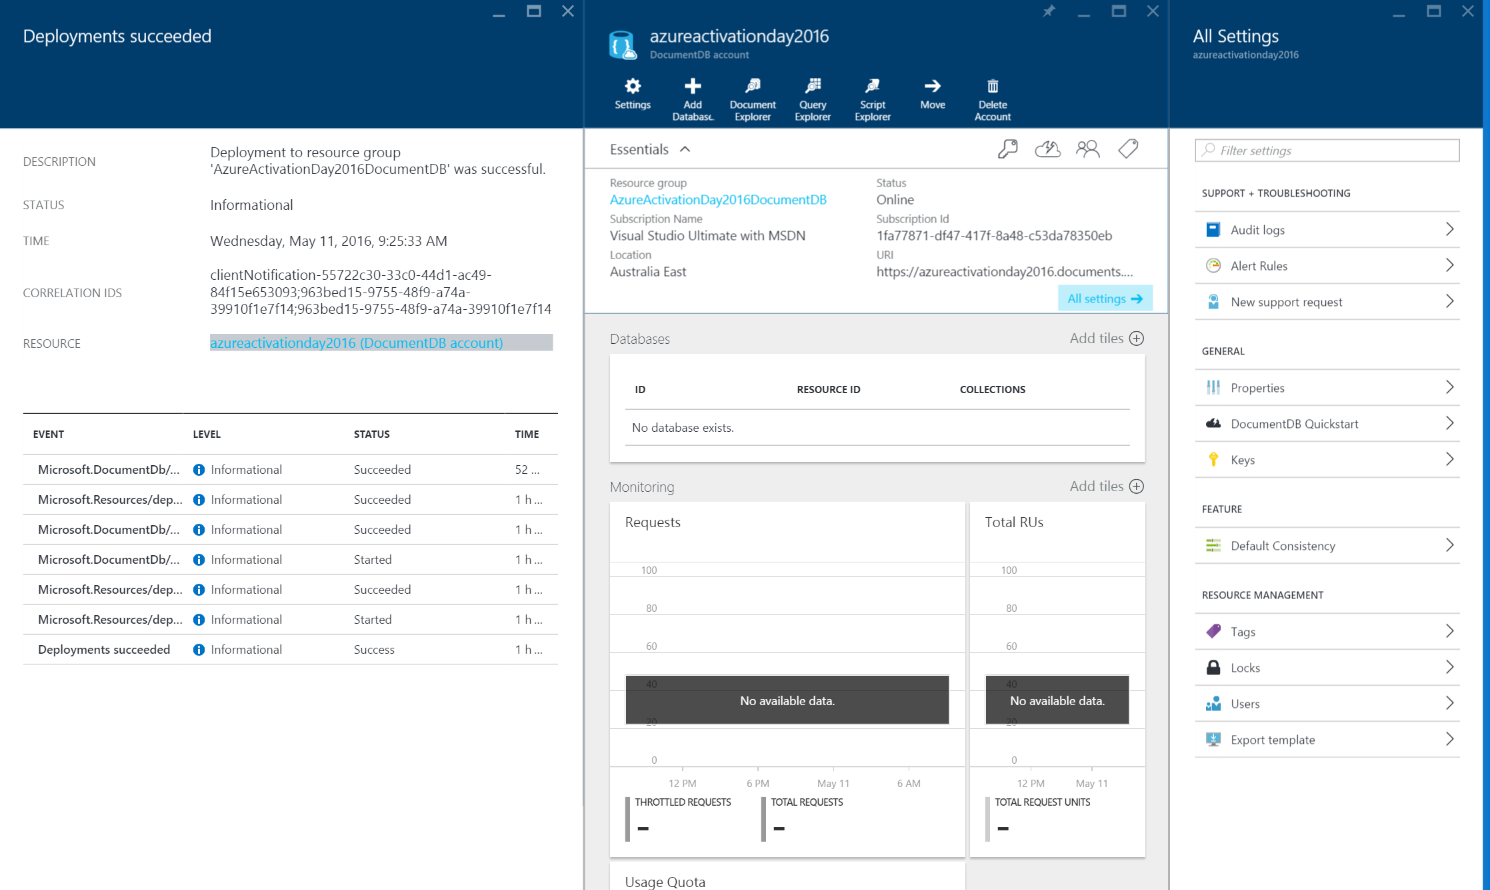 Deployments succeeded
DESCRIPTION
Deployment to resource group
'AzureActivationDay2016DocumentDB' was successful.
STATUS
Informational
TIME
Wednesday, May 11, 2016, 9:25:33 AM
CORRELATION IDS
clientNotification-55722c30-33c0-44d1-ac49-
84f15e653093;963bed15-9755-48f9-a74a-
39910f1e7f14;963bed15-9755-48f9-a74a-39910f1e7f14
RESOURCE
azureactivationday2016 (DocumentDB account)
EVENT LEVEL STATUS TIME
Microsoft.DocumentDb/... Informational Succeeded 52 ...
Microsoft.Resources/dep... Informational Succeeded 1 h ...
Microsoft.DocumentDb/... Informational Succeeded 1 h ...
Microsoft.DocumentDb/... Informational Started 1 h ...
Microsoft.Resources/dep... Informational Succeeded 1 h ...
Microsoft.Resources/dep... Informational Started 1 h ...
Deployments succeeded Informational Success 1 h ...
azureactivationday2016
DocumentDB account
Settings
Add
Databas
Document
Explorer
Query
Explorer
Script
Explorer
Move
Delete
Account
Essentials
Resource group
AzureActivationDay2016DocumentDB
Subscription Name
Visual Studio Ultimate with MSDN
Location
Australia East
Status
Online
Subscription Id
1fa77871-df47-417f-8a48-c53da78350eb
URI
https://azureactivationday2016.documents....
All settings →
Databases
Add tiles
ID RESOURCE ID COLLECTIONS
No database exists.
Monitoring
Add tiles
Requests
100
80
60
40
No available data.
20
0
12 PM 6 PM May 11 6 AM
THROTTLED REQUESTS
–
TOTAL REQUESTS
–
Total RUs
100
80
60
40
No available data.
20
0
12 PM May 11
TOTAL REQUEST UNITS
–
Usage Quota
All Settings
azureactivationday2016
Filter settings
SUPPORT + TROUBLESHOOTING
Audit logs
Alert Rules
New support request
GENERAL
Properties
DocumentDB Quickstart
Keys
FEATURE
Default Consistency
RESOURCE MANAGEMENT
Tags
Locks
Users
Export template